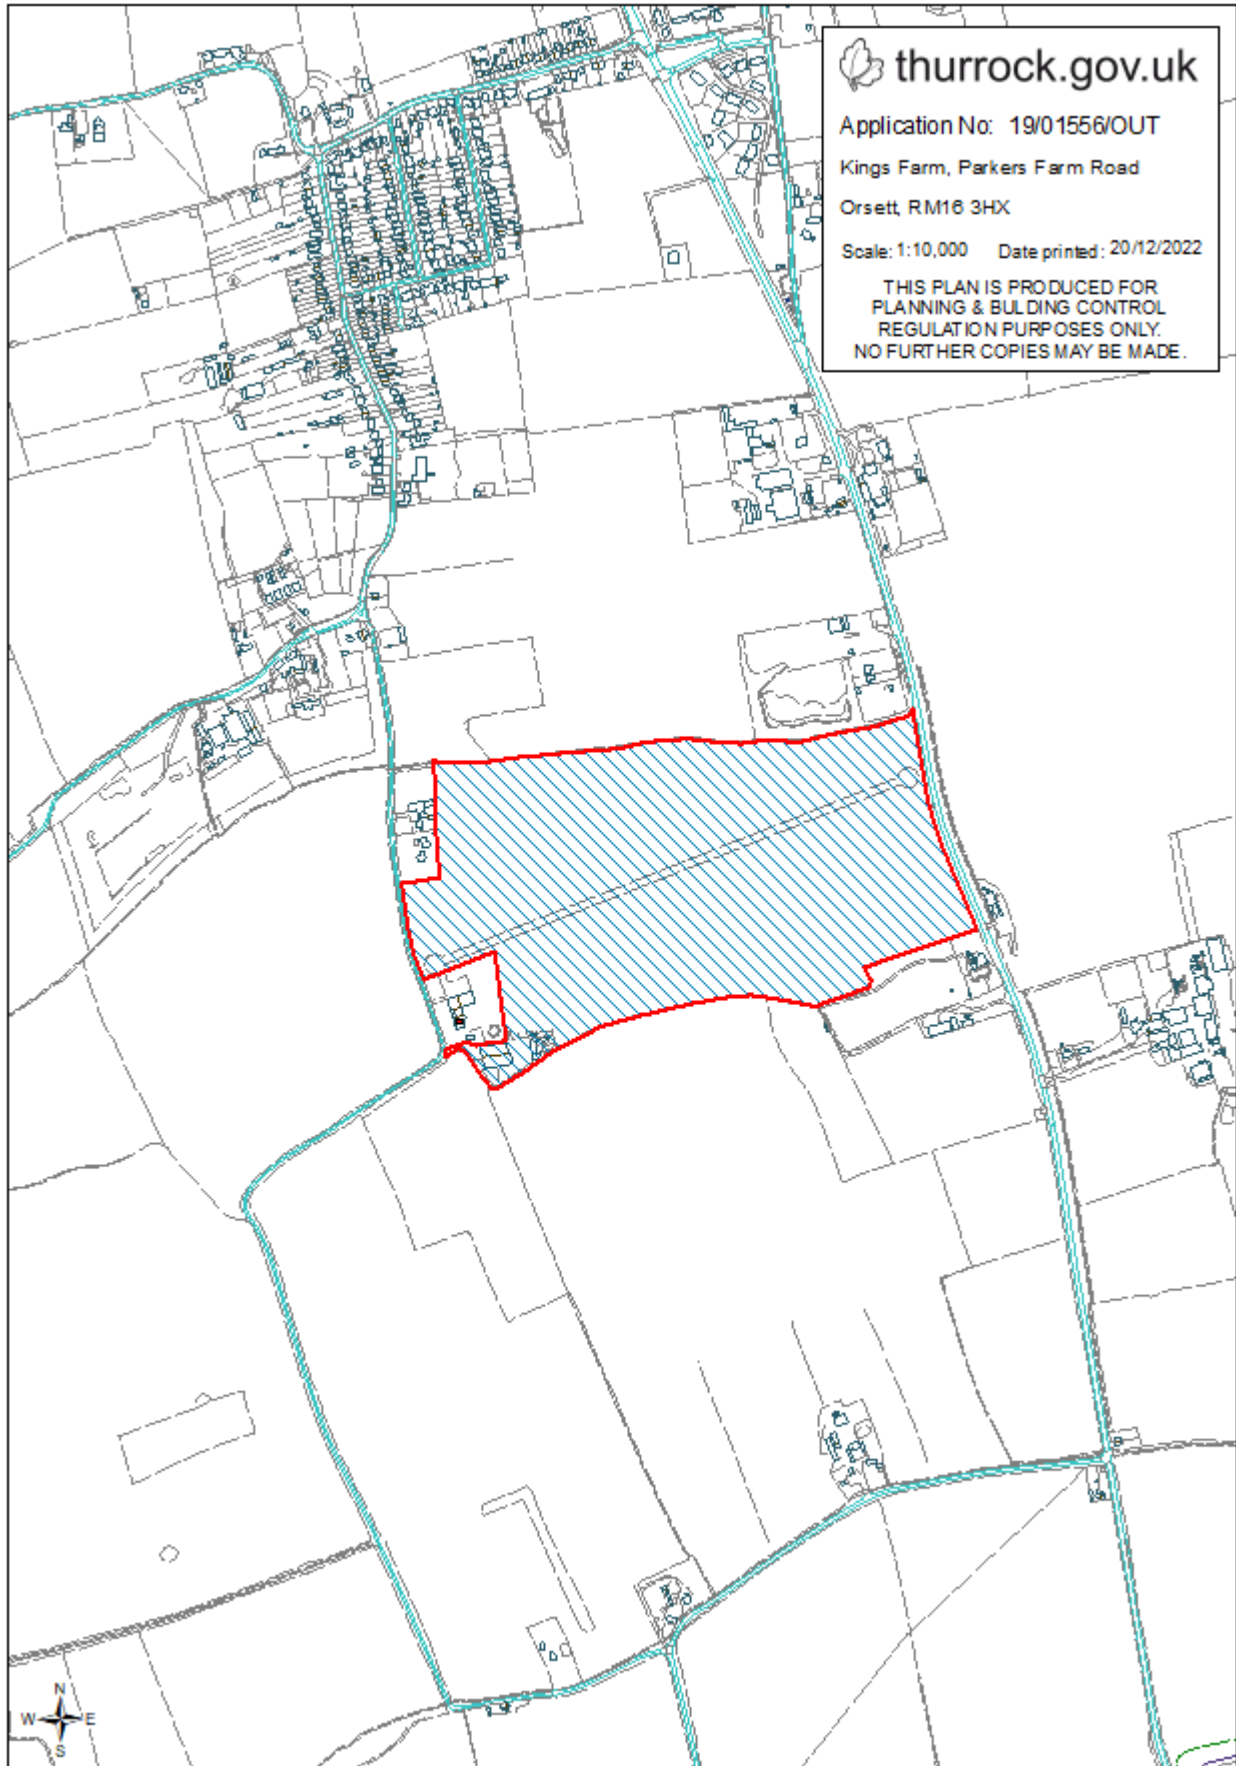 thurrock.gov.uk
Application No: 19/01556/OUT
Kings Farm, Parkers Farm Road
Orsett, RM16 3HX
Scale: 1:10,000 Date printed: 20/12/2022
THIS PLAN IS PRODUCED FOR
PLANNING & BULDING CONTROL
REGULATION PURPOSES ONLY.
NO FURTHER COPIES MAY BE MADE.
N
W E
S